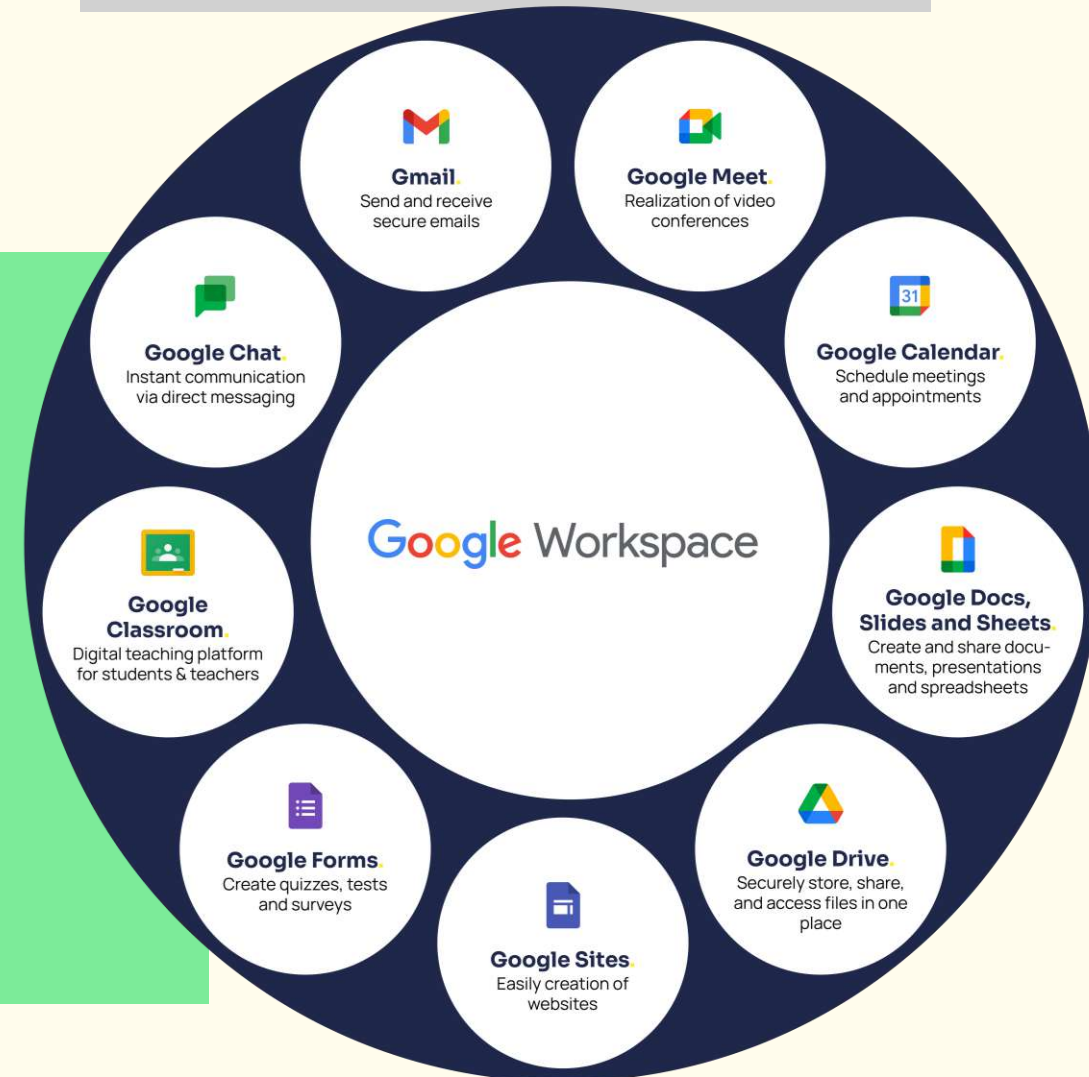 Gmail.
Send and receive
secure emails
Google Meet.
Realization of video
conferences
Google Chat.
Instant communication
via direct messaging
31
Google Calendar.
Schedule meetings
and appointments
Google Workspace
Google
Classroom.
Digital teaching platform
for students & teachers
Google Docs,
Slides and Sheets.
Create and share docu-
ments, presentations
and spreadsheets
Google Forms.
Create quizzes, tests
and surveys
Google Drive.
Securely store, share,
and access files in one
place
Google Sites.
Easily creation of
websites